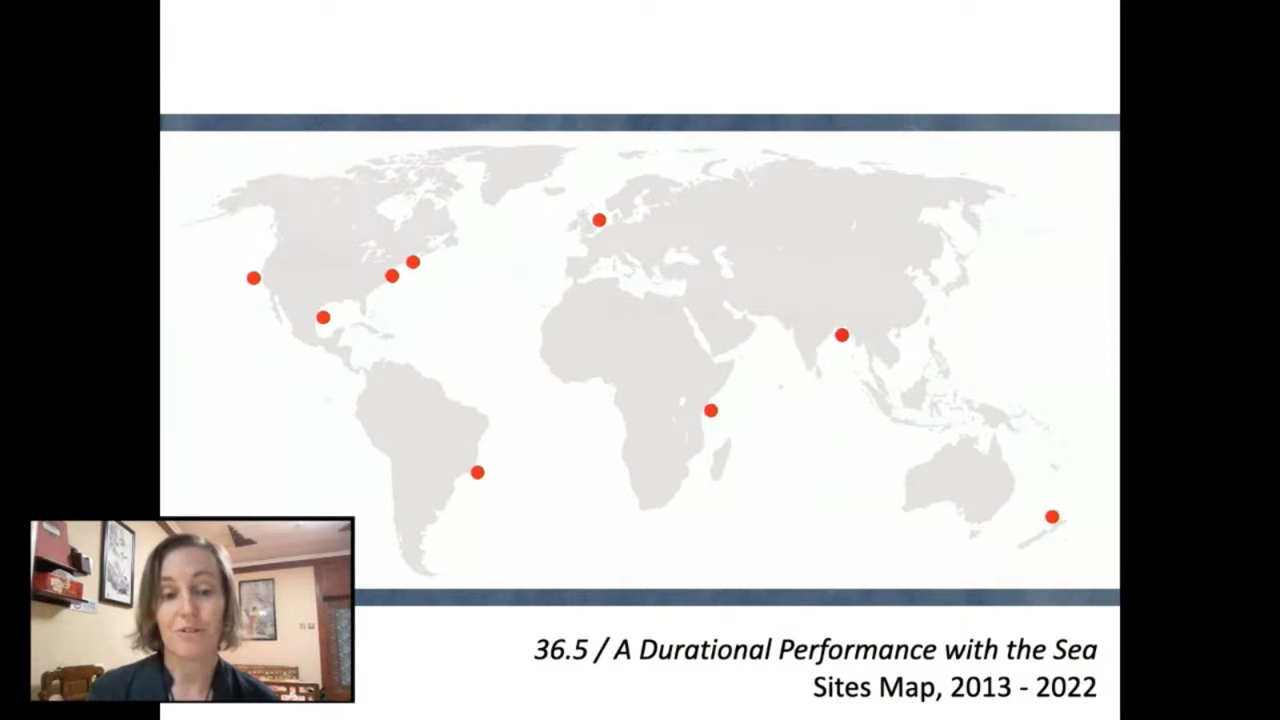 36.5 / A Durational Performance with the Sea
Sites Map, 2013 - 2022